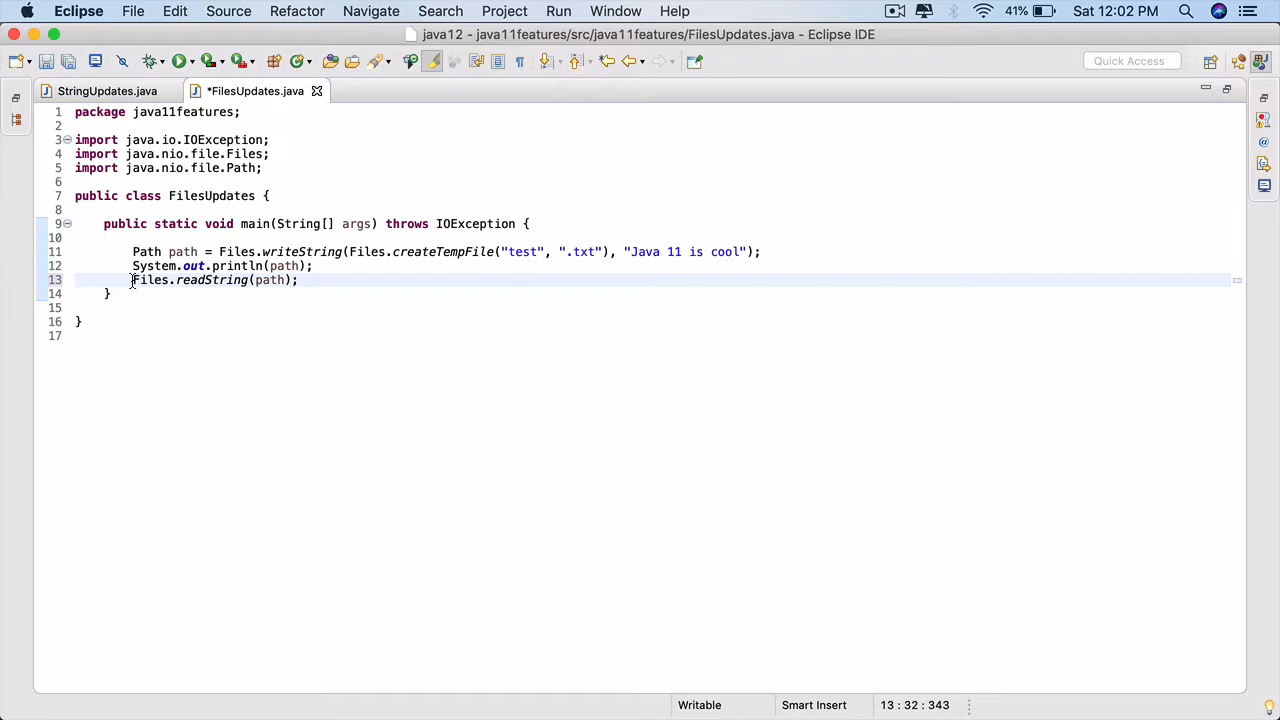 Eclipse File Edit Source Refactor Navigate Search Project Run Window Help 41% Sat 12:02 PM
java12 - java11features/src/java11features/FilesUpdates.java - Eclipse IDE
Quick Access
StringUpdates.java *FilesUpdates.java
1 package java11features;
2
3 import java.io.IOException;
4 import java.nio.file.Files;
5 import java.nio.file.Path;
6
7 public class FilesUpdates {
8
9 public static void main(String[] args) throws IOException {
10
11 Path path = Files.writeString(Files.createTempFile("test", ".txt"), "Java 11 is cool");
12 System.out.println(path);
13 Files.readString(path);
14 }
15
16 }
17
Writable Smart Insert 13 : 32 : 343